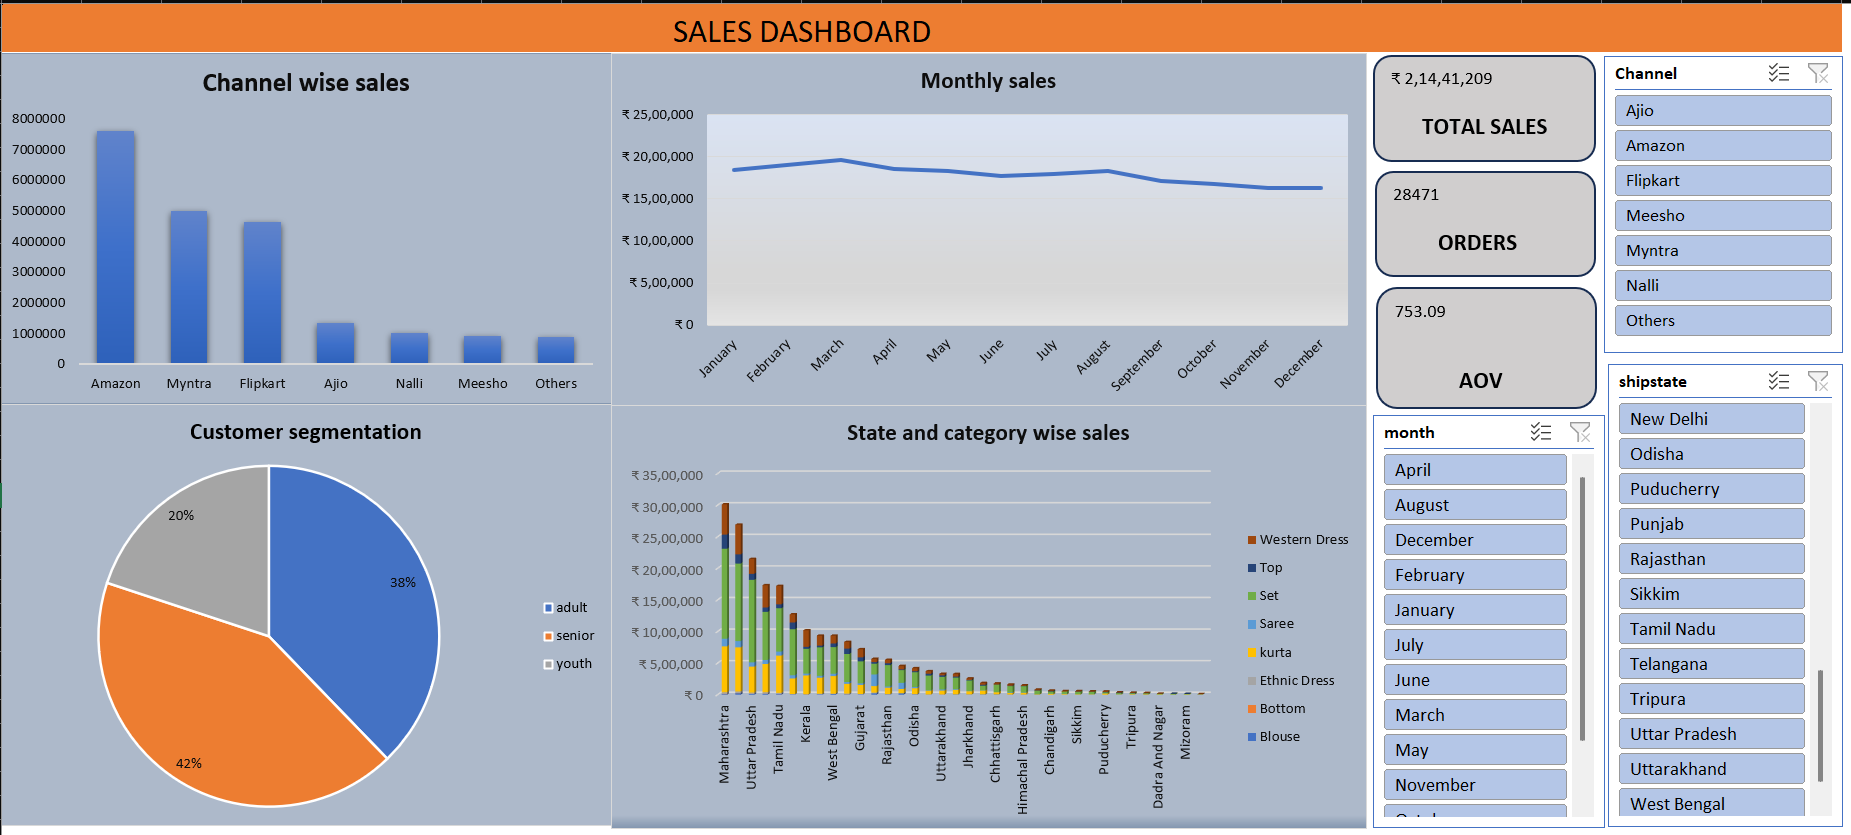 SALES DASHBOARD
Channel wise sales
8000000
7000000
6000000
5000000
4000000
3000000
2000000
1000000
0
Amazon Myntra Flipkart Ajio Nalli Meesho Others
Monthly sales
₹ 25,00,000
₹ 20,00,000
₹ 15,00,000
₹ 10,00,000
₹ 5,00,000
₹ 0
January February March April May June July August September October November December
₹ 2,14,41,209
TOTAL SALES
28471
ORDERS
753.09
AOV
Channel
Ajio
Amazon
Flipkart
Meesho
Myntra
Nalli
Others
Customer segmentation
20%
38%
42%
adult
senior
youth
State and category wise sales
₹ 35,00,000
₹ 30,00,000
₹ 25,00,000
₹ 20,00,000
₹ 15,00,000
₹ 10,00,000
₹ 5,00,000
₹ 0
Maharashtra Uttar Pradesh Tamil Nadu Kerala West Bengal Gujarat Rajasthan Odisha Uttarakhand Jharkhand Chhattisgarh Himachal Pradesh Chandigarh Sikkim Puducherry Tripura Dadra And Nagar Mizoram
Western Dress
Top
Set
Saree
kurta
Ethnic Dress
Bottom
Blouse
month
April
August
December
February
January
July
June
March
May
November
shipstate
New Delhi
Odisha
Puducherry
Punjab
Rajasthan
Sikkim
Tamil Nadu
Telangana
Tripura
Uttar Pradesh
Uttarakhand
West Bengal